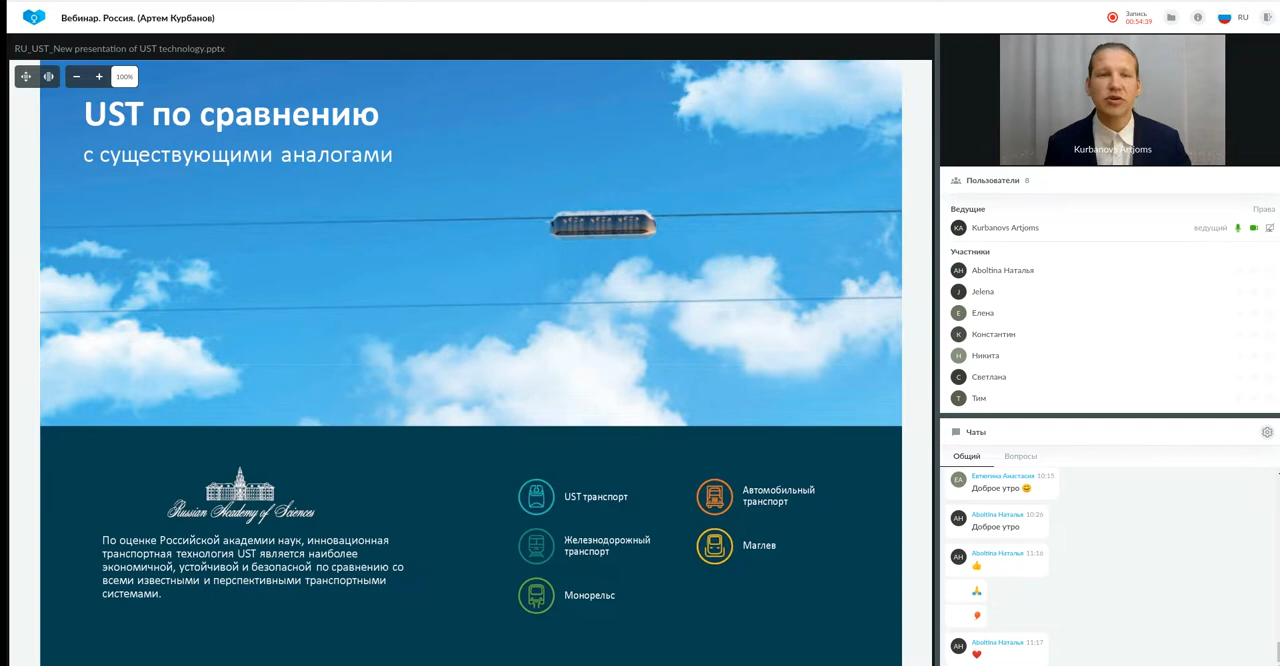 Вебинар. Россия. (Артем Курбанов)
Запись
00:54:39
RU
RU_UST_New presentation of UST technology.pptx
100%
UST по сравнению
с существующими аналогами
Russian Academy of Sciences
По оценке Российской академии наук, инновационная
транспортная технология UST является наиболее
экономичной, устойчивой и безопасной по сравнению со
всеми известными и перспективными транспортными
системами.
UST транспорт
Железнодорожный
транспорт
Монорельс
Автомобильный
транспорт
Маглев
Kurbanovs Artjoms
Пользователи 8
Ведущие Права
KA Kurbanovs Artjoms ведущий
Участники
AH Aboltina Наталья
J Jelena
Е Елена
К Константин
Н Никита
С Светлана
Т Тим
Чаты
Общий Вопросы
ЕА Евтюгина Анастасия 10:15
Доброе утро 😊
AH Aboltina Наталья 10:26
Доброе утро
AH Aboltina Наталья 11:16
👍
🙏
🎈
AH Aboltina Наталья 11:17
❤️